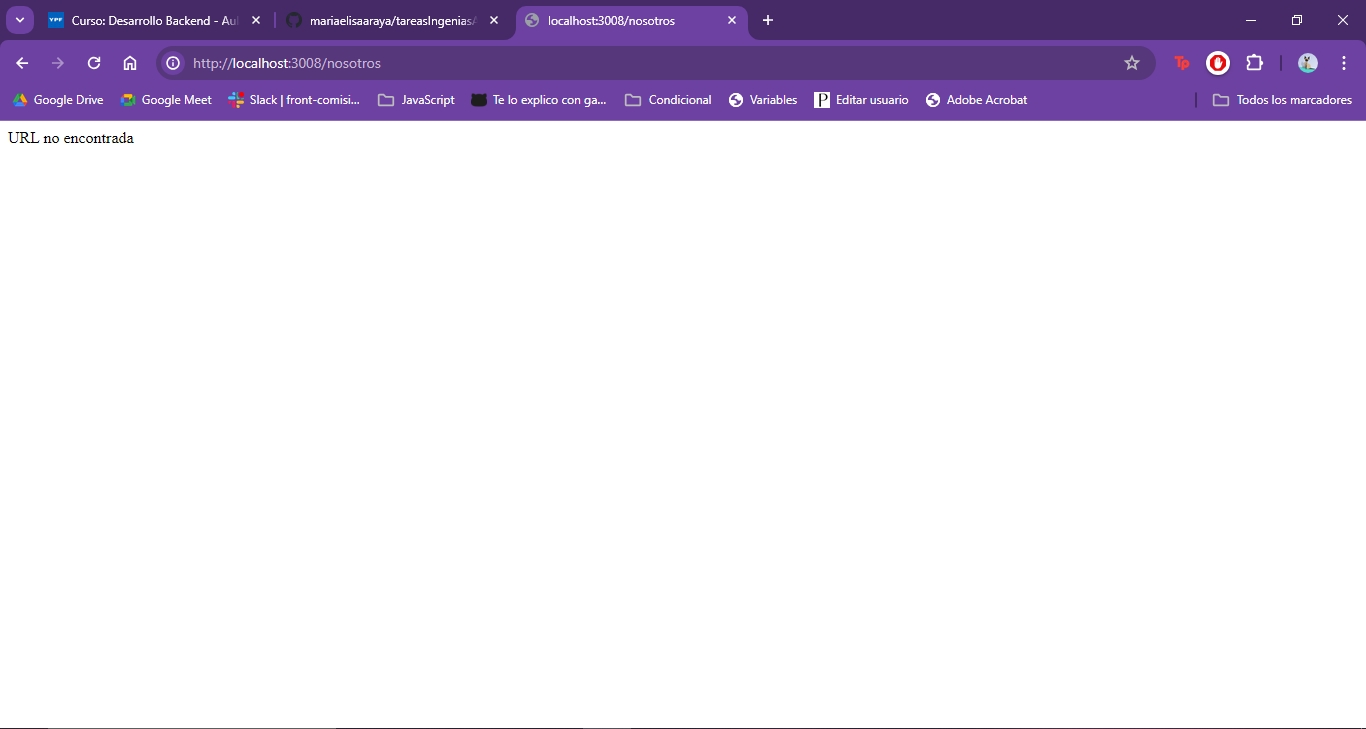 YPF Curso: Desarrollo Backend - Au
mariaelisaaraya/tareasIngenias
localhost:3008/nosotros
http://localhost:3008/nosotros
Tp
Google Drive Google Meet Slack | front-comisi... JavaScript Te lo explico con ga... Condicional Variables P Editar usuario Adobe Acrobat Todos los marcadores
URL no encontrada